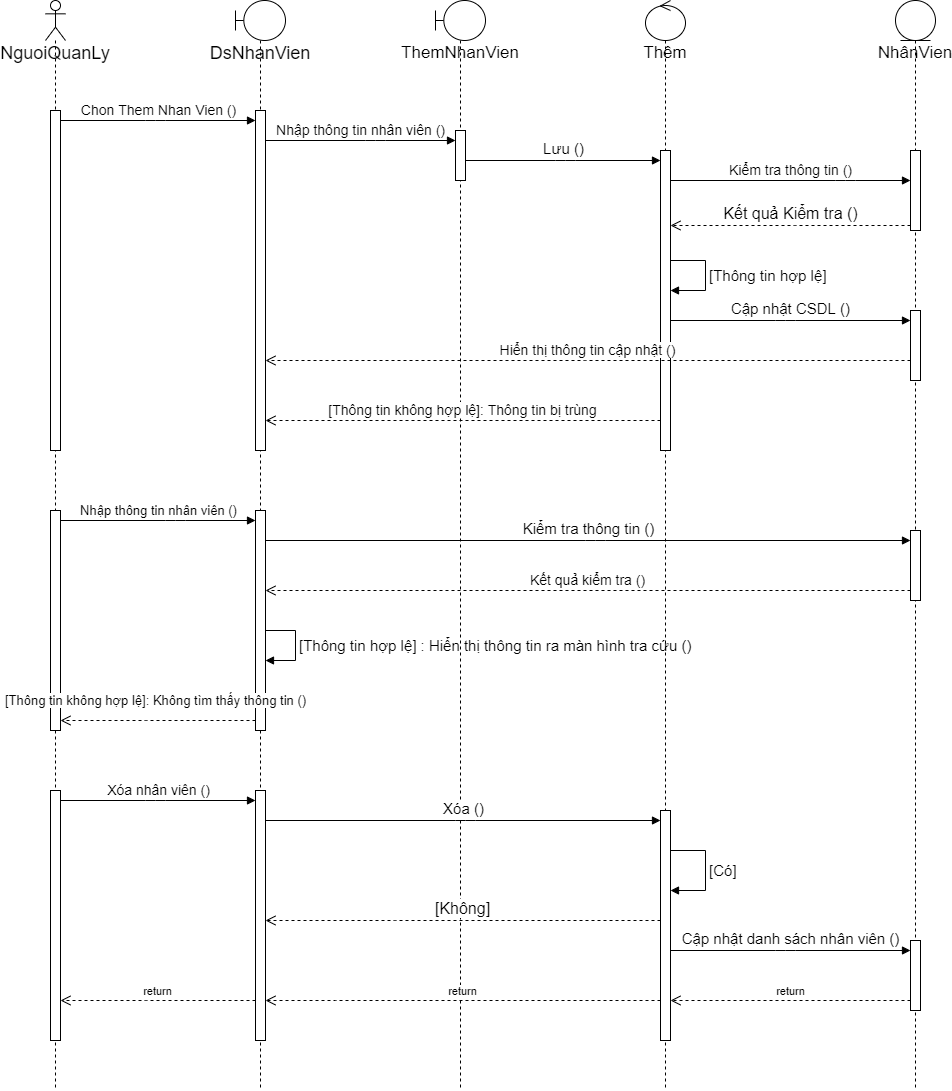 NguoiQuanLy
DsNhanVien
ThemNhanVien
Thêm
NhânVien
Chon Them Nhan Vien ()
Nhập thông tin nhân viên ()
Lưu ()
Kiểm tra thông tin ()
Kết quả Kiểm tra ()
[Thông tin hợp lệ]
Cập nhật CSDL ()
Hiển thị thông tin cập nhật ()
[Thông tin không hợp lệ]: Thông tin bị trùng
Nhập thông tin nhân viên ()
Kiểm tra thông tin ()
Kết quả kiểm tra ()
[Thông tin hợp lệ] : Hiển thị thông tin ra màn hình tra cứu ()
[Thông tin không hợp lệ]: Không tìm thấy thông tin ()
Xóa nhân viên ()
Xóa ()
[Có]
[Không]
Cập nhật danh sách nhân viên ()
return
return
return